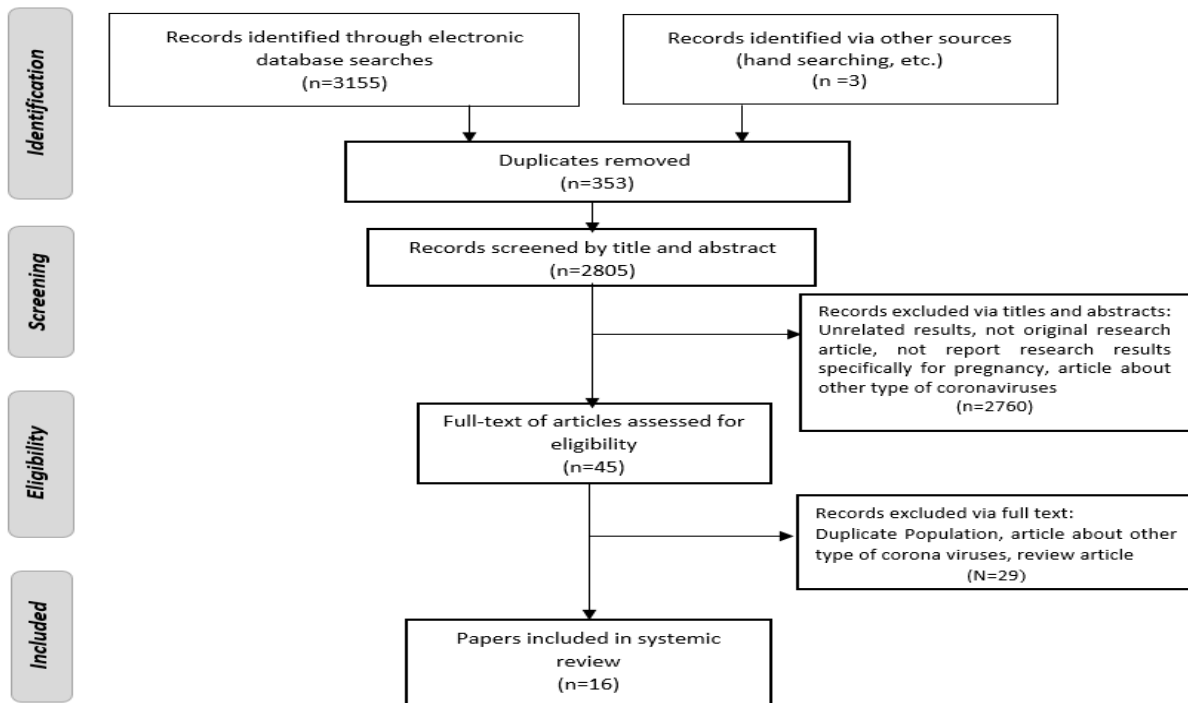 Identification
Records identified through electronic
database searches
(n=3155)
Records identified via other sources
(hand searching, etc.)
(n =3)
Duplicates removed
(n=353)
Screening
Records screened by title and abstract
(n=2805)
Records excluded via titles and abstracts:
Unrelated results, not original research
article, not report research results
specifically for pregnancy, article about
other type of coronaviruses
(n=2760)
Eligibility
Full-text of articles assessed for
eligibility
(n=45)
Records excluded via full text:
Duplicate Population, article about other
type of corona viruses, review article
(N=29)
Included
Papers included in systemic
review
(n=16)